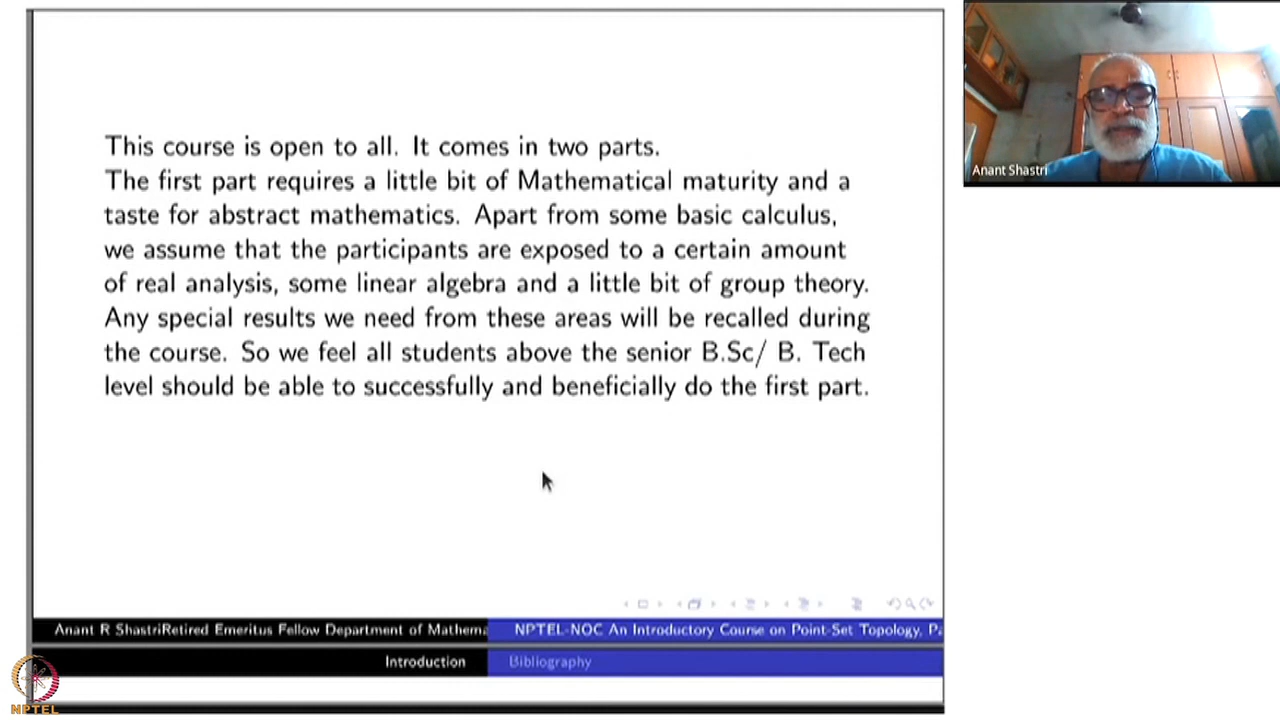 This course is open to all. It comes in two parts.
The first part requires a little bit of Mathematical maturity and a
taste for abstract mathematics. Apart from some basic calculus,
we assume that the participants are exposed to a certain amount
of real analysis, some linear algebra and a little bit of group theory.
Any special results we need from these areas will be recalled during
the course. So we feel all students above the senior B.Sc/ B. Tech
level should be able to successfully and beneficially do the first part.
Anant Shastri
Anant R ShastriRetired Emeritus Fellow Department of Mathema
NPTEL-NOC An Introductory Course on Point-Set Topology, Pa
Introduction
Bibliography
NPTEL